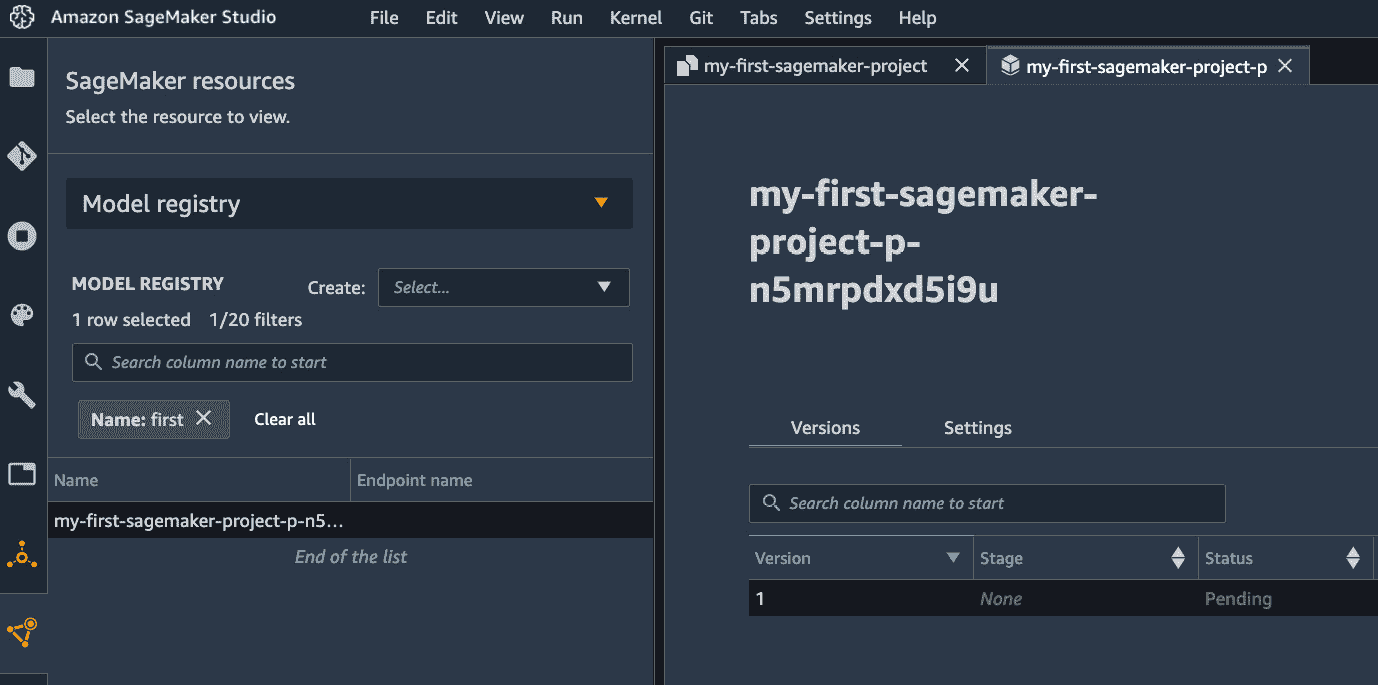 Amazon SageMaker Studio File Edit View Run Kernel Git Tabs Settings Help
SageMaker resources
Select the resource to view.
Model registry
MODEL REGISTRY Create: Select...
1 row selected 1/20 filters
Search column name to start
Name: first Clear all
Name Endpoint name
my-first-sagemaker-project-p-n5...
End of the list
my-first-sagemaker-project my-first-sagemaker-project-p
my-first-sagemaker-
project-p-
n5mrpdxd5i9u
Versions Settings
Search column name to start
Version Stage Status
1 None Pending